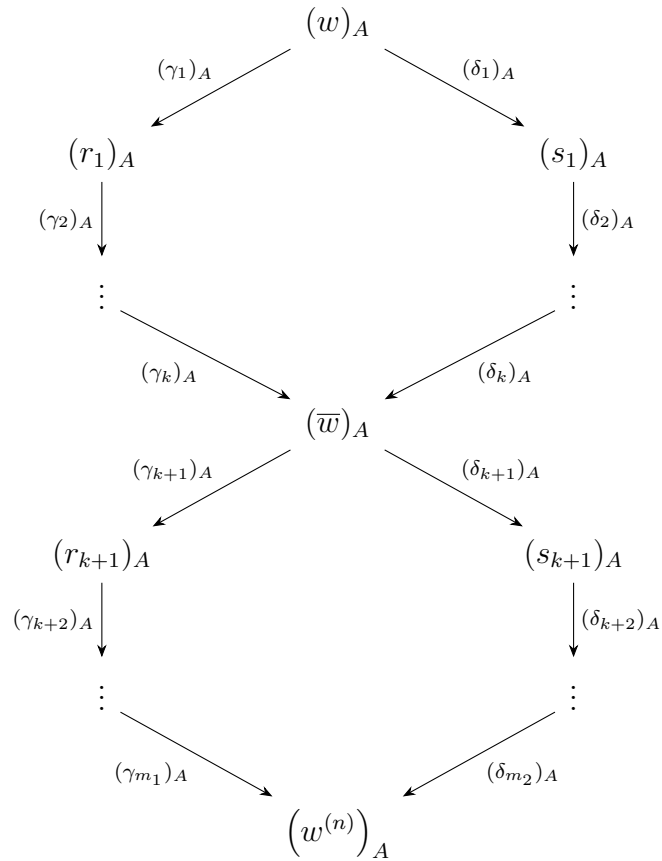 (w)_A
(γ_1)_A (δ_1)_A
(r_1)_A (s_1)_A
(γ_2)_A (δ_2)_A
⋮ ⋮
(γ_k)_A (δ_k)_A
(\overline{w})_A
(γ_{k+1})_A (δ_{k+1})_A
(r_{k+1})_A (s_{k+1})_A
(γ_{k+2})_A (δ_{k+2})_A
⋮ ⋮
(γ_{m_1})_A (δ_{m_2})_A
(w^{(n)})_A